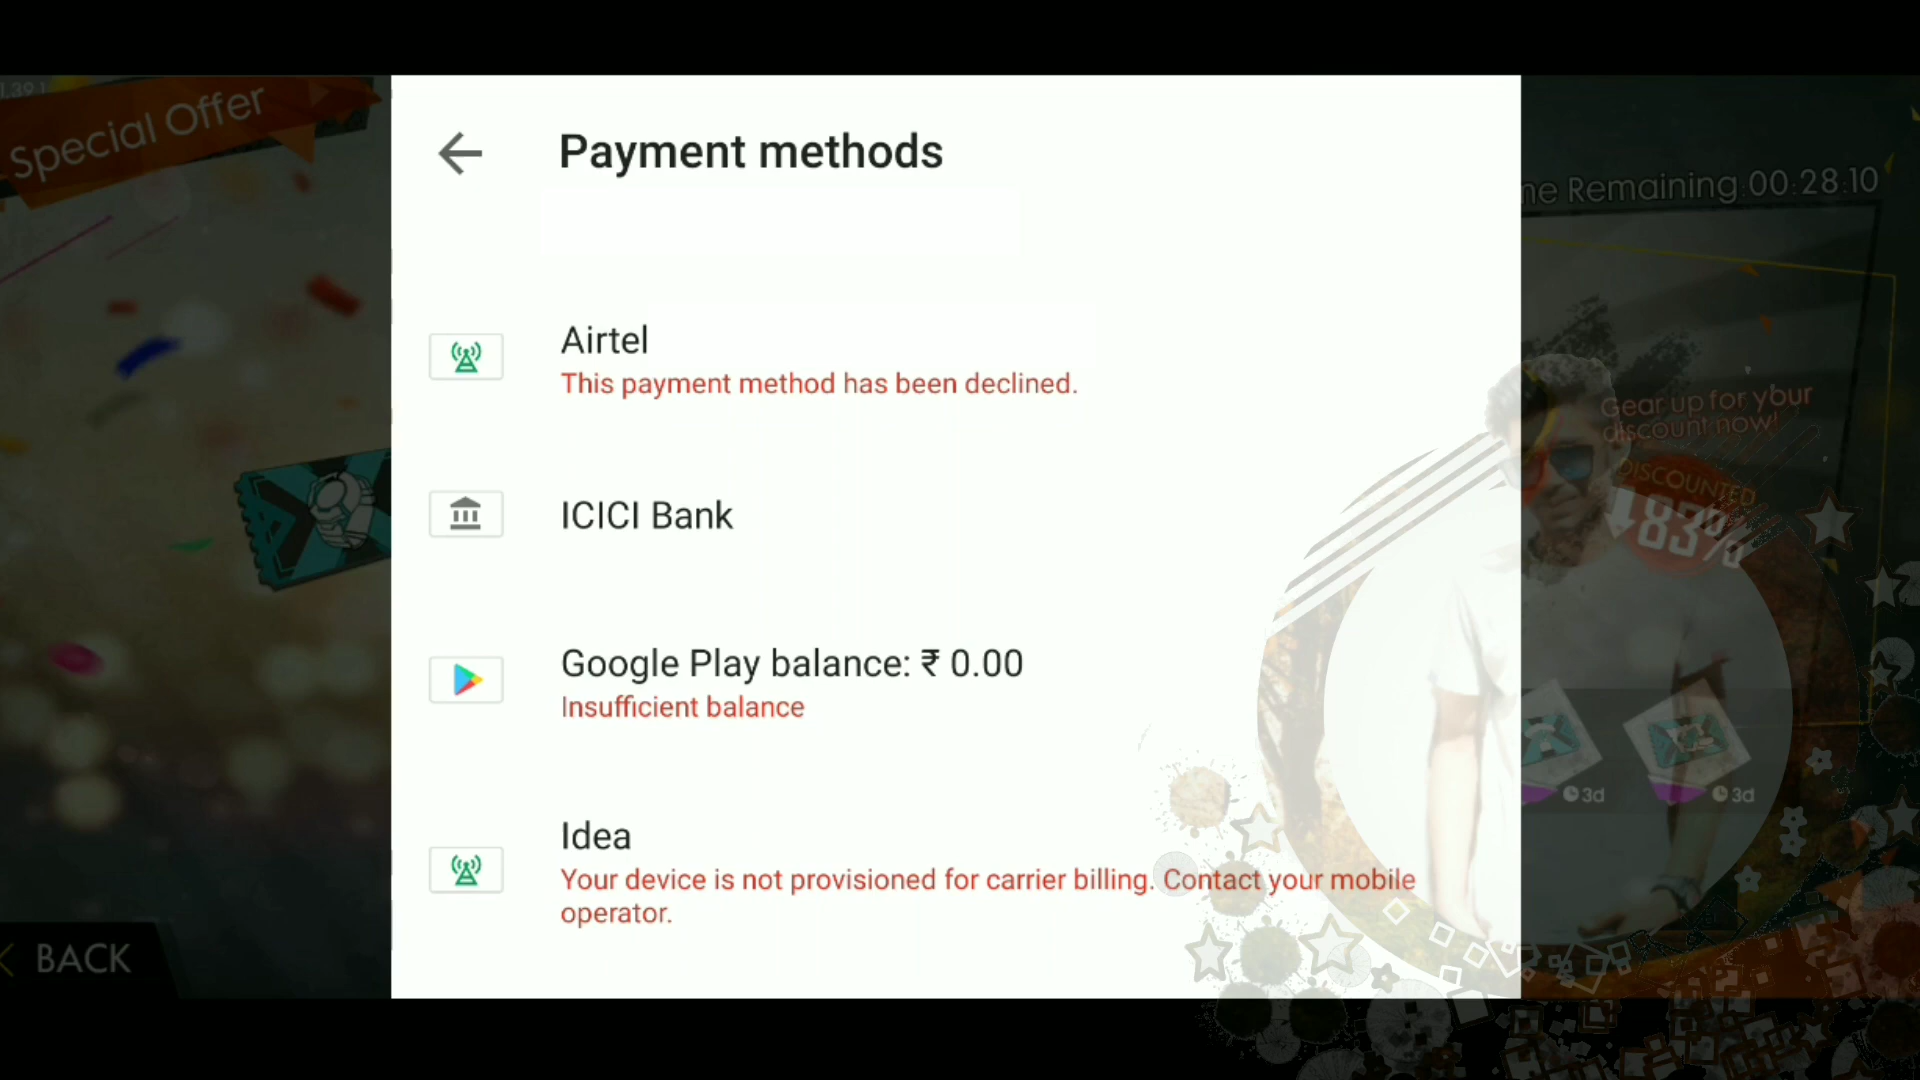 Special Offer
Payment methods
Remaining 00:28:10
Airtel
This payment method has been declined.
Gear up for your
discount now!
DISCOUNTED
83%
ICICI Bank
Google Play balance: ₹ 0.00
Insufficient balance
3d
3d
Idea
Your device is not provisioned for carrier billing. Contact your mobile
operator.
BACK